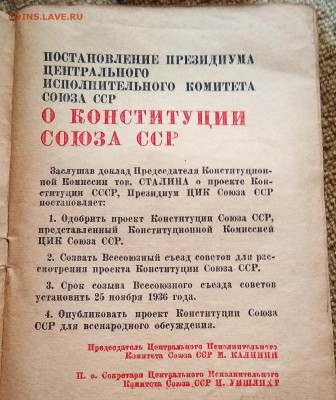 COINS.LAVE.RU
ПОСТАНОВЛЕНИЕ ПРЕЗИДИУМА
ЦЕНТРАЛЬНОГО
ИСПОЛНИТЕЛЬНОГО КОМИТЕТА
СОЮЗА ССР
О КОНСТИТУЦИИ
СОЮЗА ССР
Заслушав доклад Председателя Конституцион-
ной Комиссии тов. СТАЛИНА о проекте Кон-
ституции СССР, Президиум ЦИК Союза ССР
постановляет:
1. Одобрить проект Конституции Союза ССР,
представленный Конституционной Комиссией
ЦИК Союза ССР.
2. Созвать Всесоюзный съезд советов для рас-
смотрения проекта Конституции Союза ССР.
3. Срок созыва Всесоюзного съезда советов
установить 25 ноября 1936 года.
4. Опубликовать проект Конституции Союза
ССР для всенародного обсуждения.
Председатель Центрального Исполнительного
Комитета Союза ССР М. КАЛИНИН
И. о. Секретаря Центрального Исполнительного
Комитета Союза ССР И. УНШЛИХТ